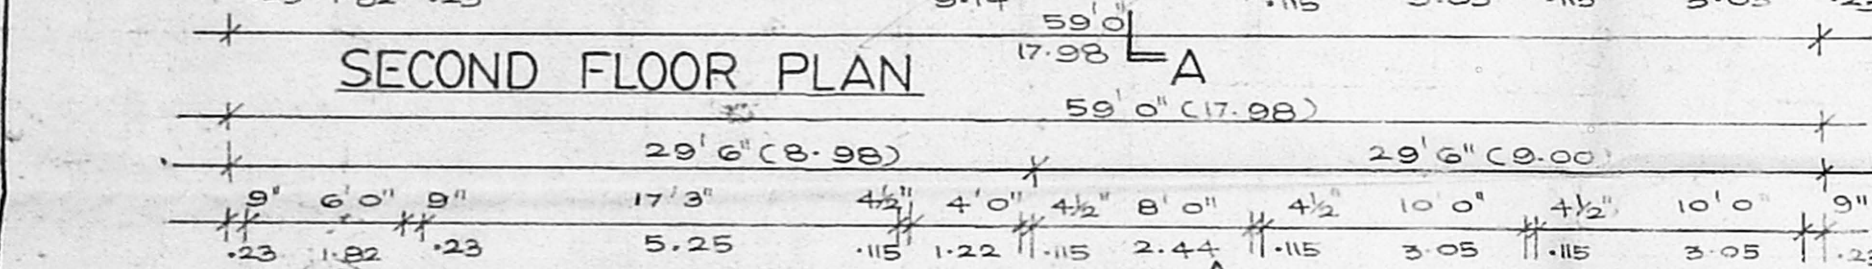 59'0"
17.98
SECOND FLOOR PLAN
A
59'0" (17.98)
29'6" (8.98) 29'6" (9.00)
9" 6'0" 9" 17'3" 4½" 4'0" 4½" 8'0" 4½" 10'0" 4½" 10'0 9"
.23 1.82 .23 5.25 .115 1.22 .115 2.44 .115 3.05 .115 3.05